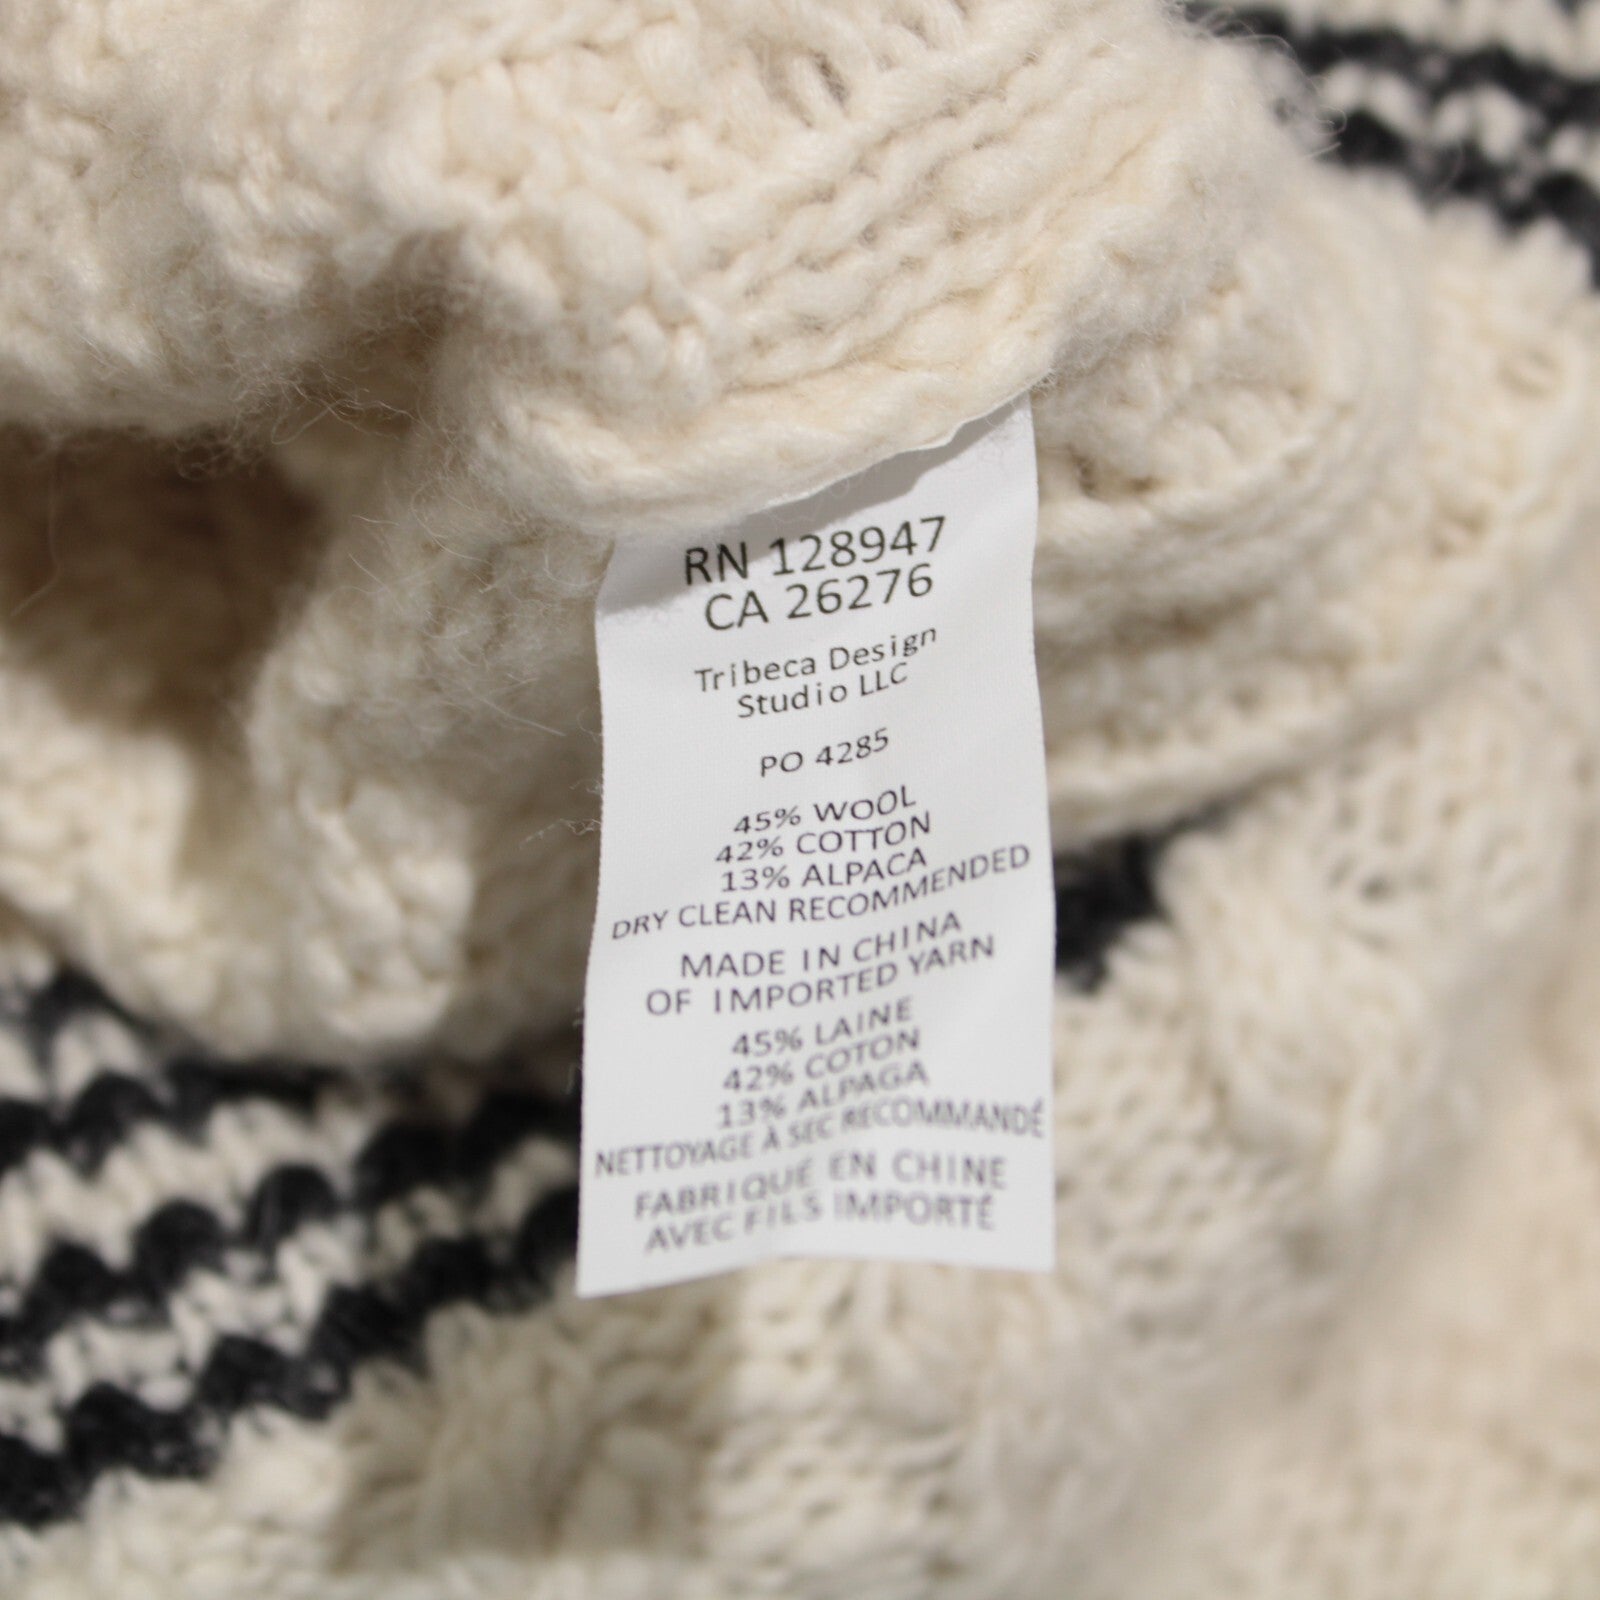 RN 128947
CA 26276
Tribeca Design
Studio LLC
PO 4285
45% WOOL
42% COTTON
13% ALPACA
DRY CLEAN RECOMMENDED
MADE IN CHINA
OF IMPORTED YARN
45% LAINE
42% COTON
13% ALPAGA
NETTOYAGE À SEC RECOMMANDÉ
FABRIQUÉ EN CHINE
AVEC FILS IMPORTÉ